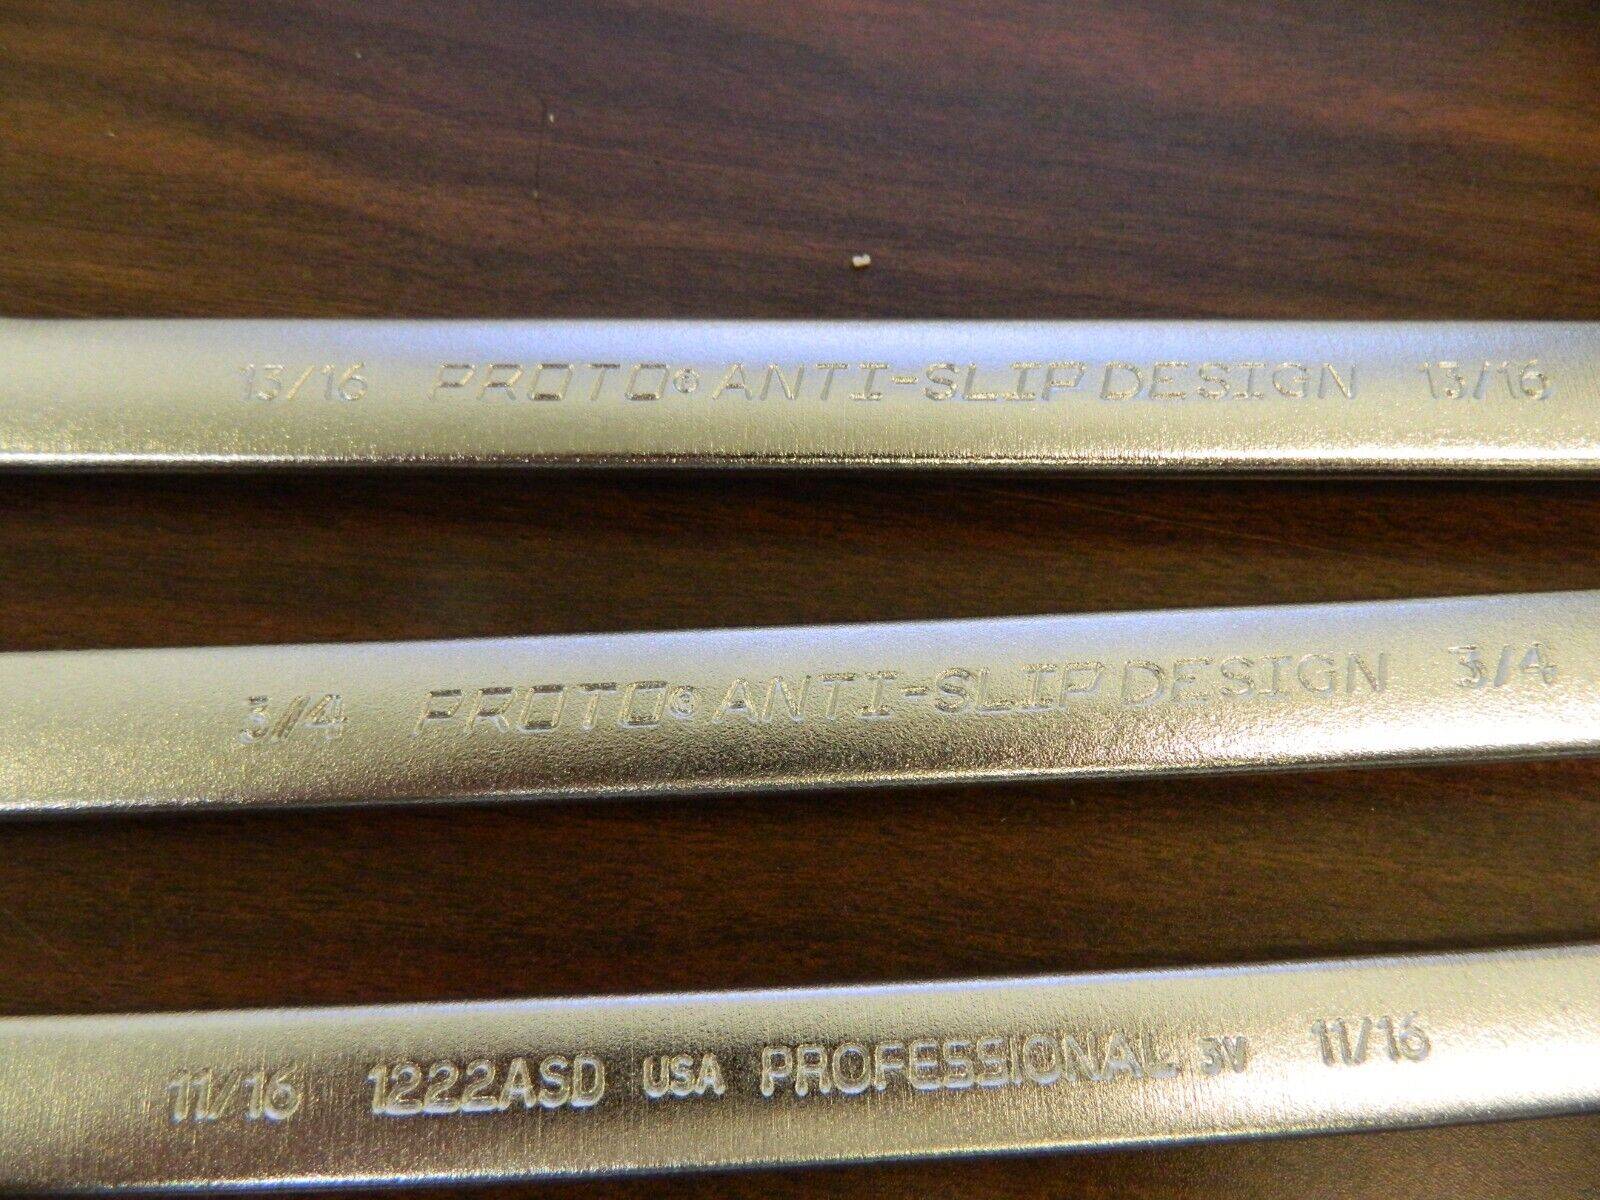 13/16 PROTO® ANTI-SLIP DESIGN 13/16
3/4 PROTO® ANTI-SLIP DESIGN 3/4
11/16 1222ASD USA PROFESSIONAL 3V 11/16